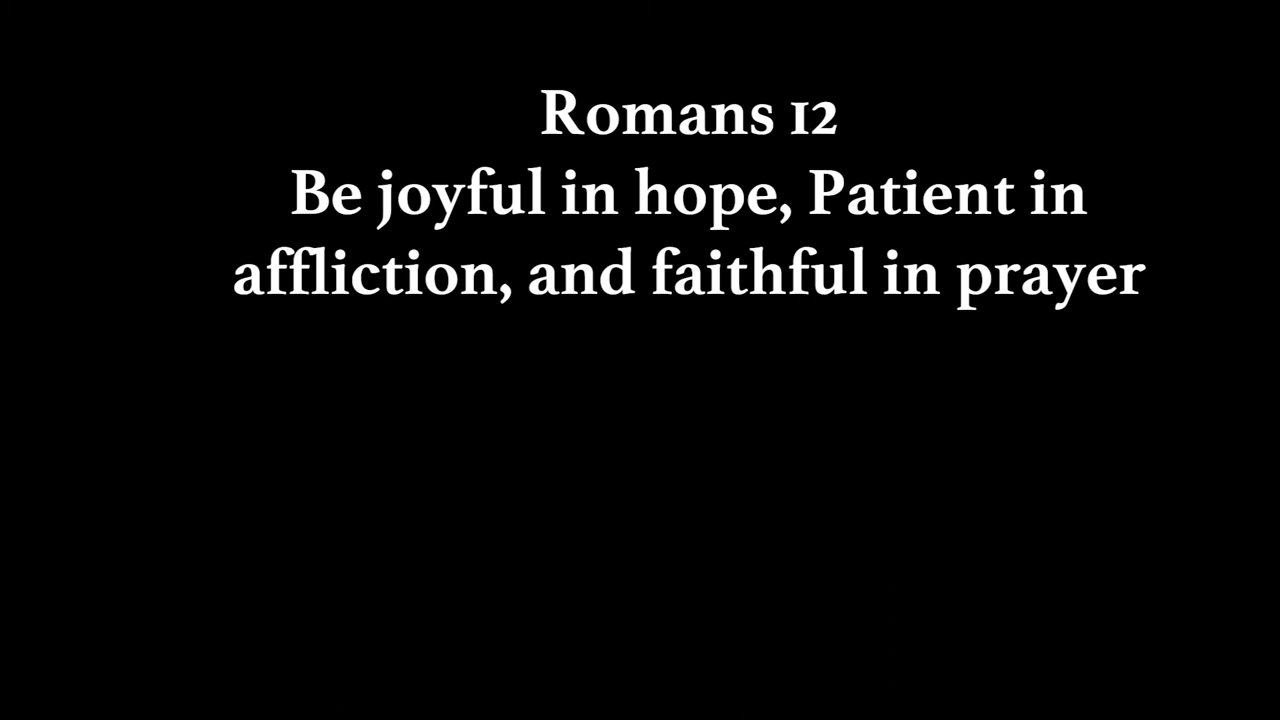 Romans 12
Be joyful in hope, Patient in
affliction, and faithful in prayer